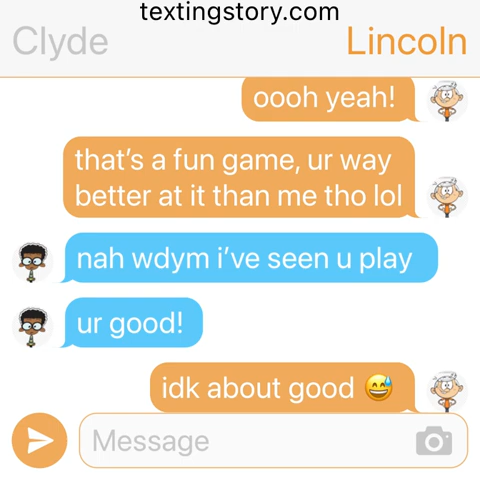 textingstory.com
Clyde
Lincoln
oooh yeah!
that’s a fun game, ur way
better at it than me tho lol
nah wdym i’ve seen u play
ur good!
idk about good 😅
Message